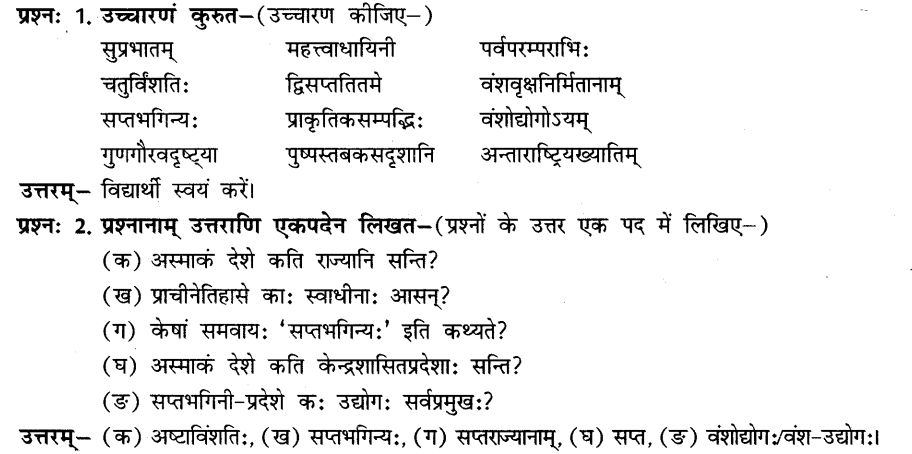 प्रश्नः 1. उच्चारणं कुरुत–(उच्चारण कीजिए–)
सुप्रभातम् महत्त्वाधायिनी पर्वपरम्पराभिः
चतुर्विंशतिः द्विसप्ततितमे वंशवृक्षनिर्मितानाम्
सप्तभगिन्यः प्राकृतिकसम्पद्भिः वंशोद्योगोऽयम्
गुणगौरवदृष्ट्या पुष्पस्तबकसदृशानि अन्ताराष्ट्रियख्यातिम्
उत्तरम्– विद्यार्थी स्वयं करें।
प्रश्नः 2. प्रश्नानाम् उत्तराणि एकपदेन लिखत–(प्रश्नों के उत्तर एक पद में लिखिए–)
(क) अस्माकं देशे कति राज्यानि सन्ति?
(ख) प्राचीनेतिहासे काः स्वाधीनाः आसन्?
(ग) केषां समवायः ‘सप्तभगिन्यः’ इति कथ्यते?
(घ) अस्माकं देशे कति केन्द्रशासितप्रदेशाः सन्ति?
(ङ) सप्तभगिनी-प्रदेशे कः उद्योगः सर्वप्रमुखः?
उत्तरम्– (क) अष्टाविंशतिः, (ख) सप्तभगिन्यः, (ग) सप्तराज्यानाम्, (घ) सप्त, (ङ) वंशोद्योगः/वंश-उद्योगः।